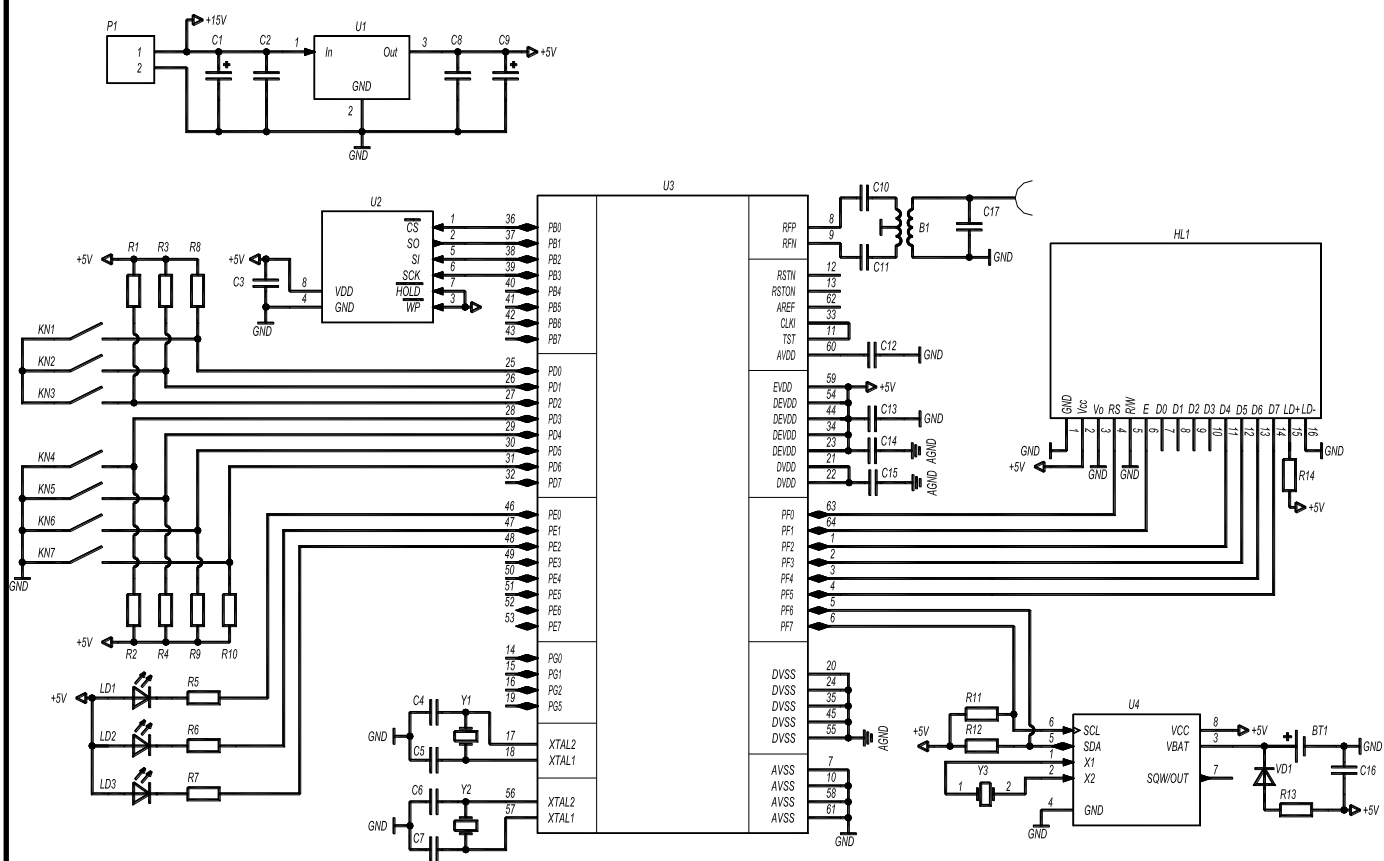 P1
1
2
+15V
C1
C2
1
U1
In
Out
GND
2
3
C8
C9
+5V
GND
U2
CS
SO
SI
SCK
HOLD
WP
VDD
GND
1
2
5
6
7
3
8
4
+5V
C3
GND
R1
R3
R8
+5V
KN1
KN2
KN3
KN4
KN5
KN6
KN7
GND
+5V
R2
R4
R9
R10
U3
36 PB0
37 PB1
38 PB2
39 PB3
40 PB4
41 PB5
42 PB6
43 PB7
25 PD0
26 PD1
27 PD2
28 PD3
29 PD4
30 PD5
31 PD6
32 PD7
46 PE0
47 PE1
48 PE2
49 PE3
50 PE4
51 PE5
52 PE6
53 PE7
14 PG0
15 PG1
16 PG2
19 PG5
17 XTAL2
18 XTAL1
56 XTAL2
57 XTAL1
RFP 8
RFN 9
RSTN 12
RSTON 13
AREF 62
CLKI 33
TST 11
AVDD 60
EVDD 59
DEVDD 54
DEVDD 44
DEVDD 34
DEVDD 23
DVDD 21
DVDD 22
PF0 63
PF1 64
PF2 1
PF3 2
PF4 3
PF5 4
PF6 5
PF7 6
DVSS 20
DVSS 24
DVSS 35
DVSS 45
DVSS 55
AVSS 7
AVSS 10
AVSS 58
AVSS 61
AGND
GND
C10
C11
B1
C17
GND
C12
GND
+5V
C13
GND
C14
AGND
C15
AGND
HL1
GND
Vcc
Vo
RS
R/W
E
D0
D1
D2
D3
D4
D5
D6
D7
LD+
LD-
1
2
3
4
5
6
7
8
9
10
11
12
13
14
15
16
GND
+5V
GND
GND
R14
GND
+5V
+5V
LD1
LD2
LD3
R5
R6
R7
C4
Y1
GND
C5
C6
Y2
GND
C7
R11
+5V
R12
Y3
1
2
U4
6 SCL
5 SDA
1 X1
2 X2
4 GND
GND
VCC 8
VBAT 3
SQW/OUT 7
+5V
BT1
GND
VD1
C16
R13
+5V